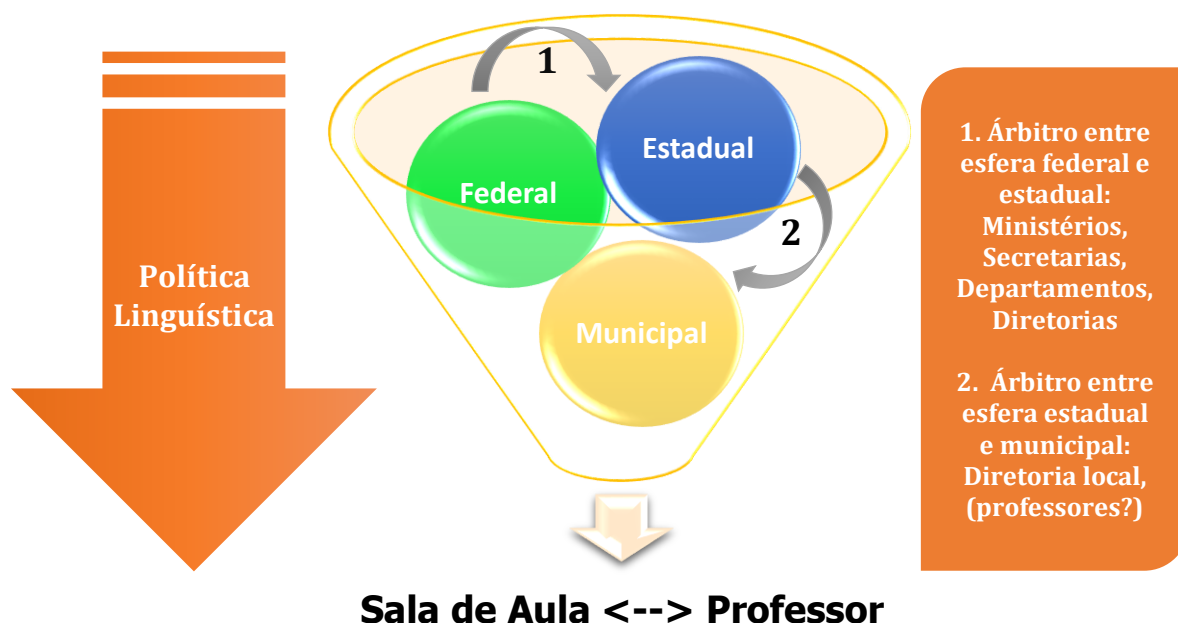 Política
Linguística
1
Estadual
Federal
2
Municipal
1. Árbitro entre
esfera federal e
estadual:
Ministérios,
Secretarias,
Departamentos,
Diretorias
2. Árbitro entre
esfera estadual
e municipal:
Diretoria local,
(professores?)
Sala de Aula <--> Professor